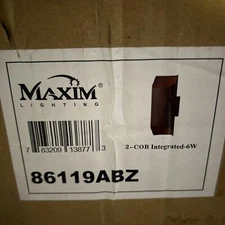 MAXIM
LIGHTING
7 83209 13877 3
2-COB Integrated-6W
86119ABZ